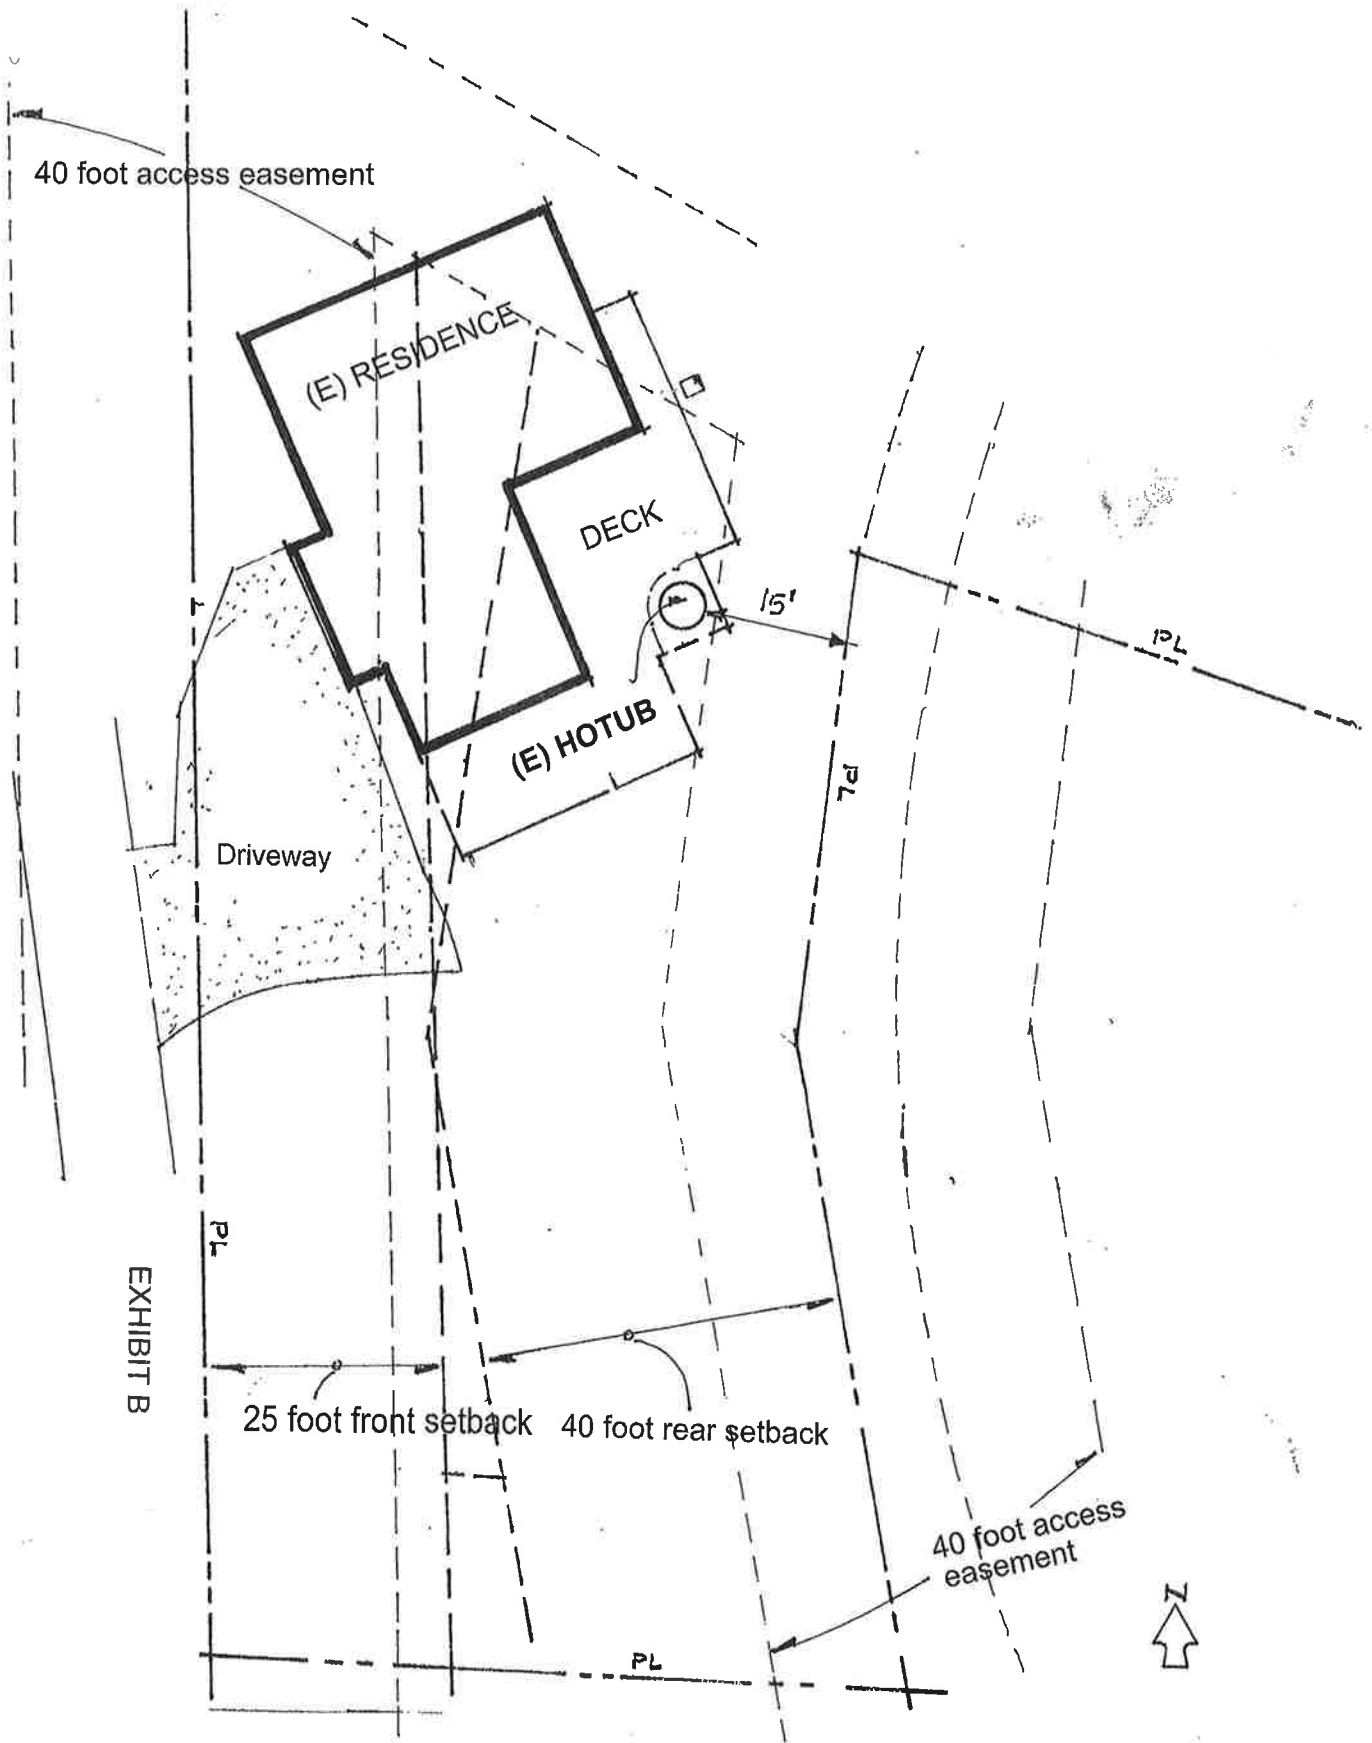 40 foot access easement
(E) RESIDENCE
DECK
15'
PL
(E) HOTUB
PL
Driveway
PL
EXHIBIT B
25 foot front setback
40 foot rear setback
40 foot access
easement
N
PL